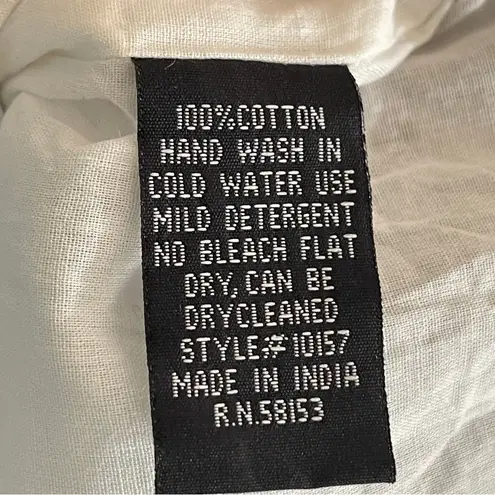 100%COTTON
HAND WASH IN
COLD WATER USE
MILD DETERGENT
NO BLEACH FLAT
DRY, CAN BE
DRYCLEANED
STYLE#10157
MADE IN INDIA
R.N.58153